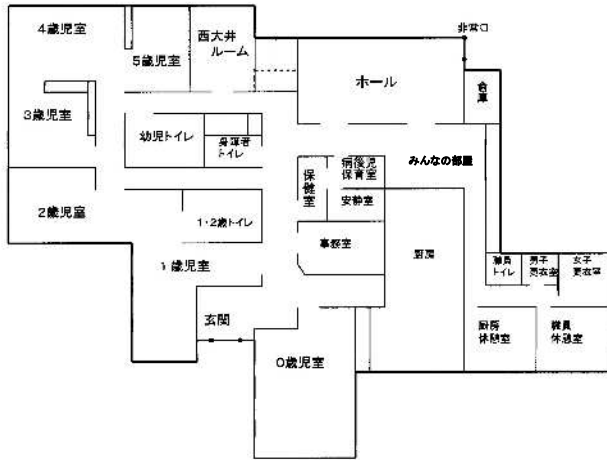 4歳児室
5歳児室
西大井
ルーム
非常口
ホール
倉庫
3歳児室
幼児トイレ
身障者
トイレ
病後児
保育室
みんなの部屋
保健室
安静室
2歳児室
1・2歳トイレ
事務室
1歳児室
厨房
職員
トイレ
男子
更衣室
女子
更衣室
玄関
厨房
休憩室
職員
休憩室
0歳児室